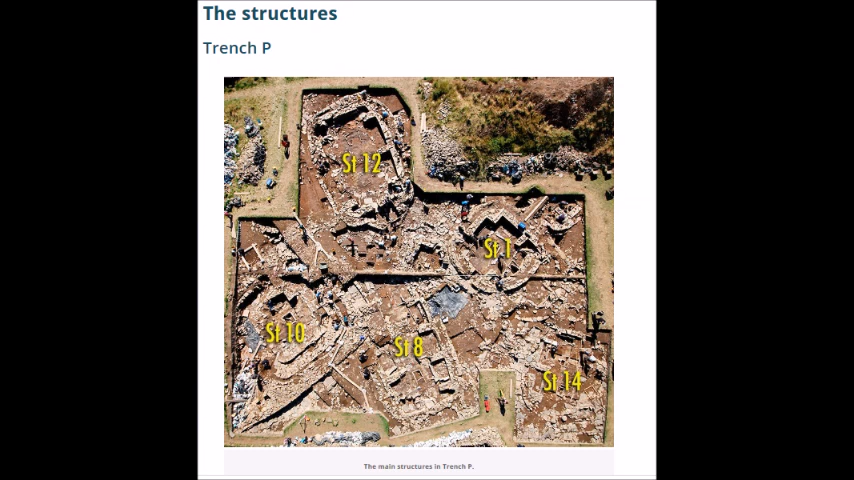 The structures
Trench P
St 12
St 1
St 10
St 8
St 14
The main structures in Trench P.